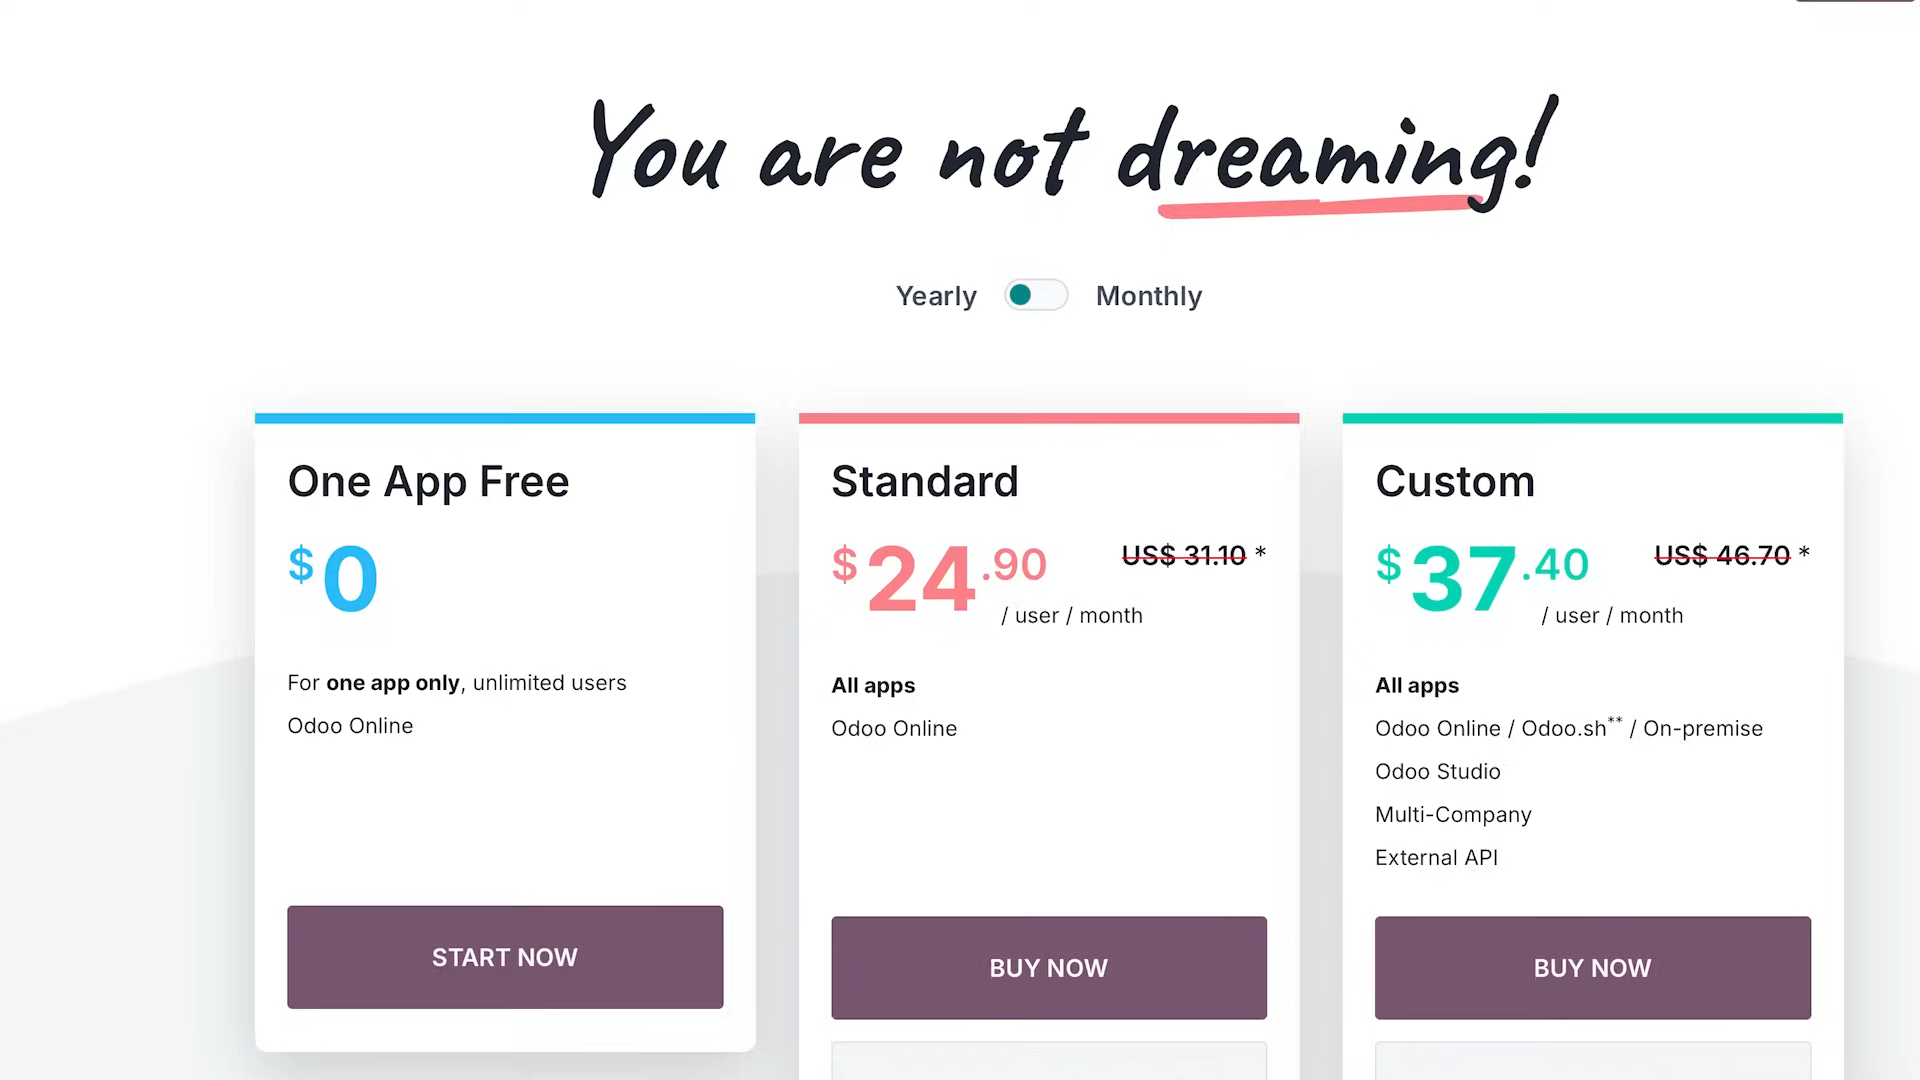 You are not dreaming!
Yearly Monthly
One App Free
$ 0
For one app only, unlimited users
Odoo Online
START NOW
Standard
$ 24.90 US$ 31.10 *
/ user / month
All apps
Odoo Online
BUY NOW
Custom
$ 37.40 US$ 46.70 *
/ user / month
All apps
Odoo Online / Odoo.sh** / On-premise
Odoo Studio
Multi-Company
External API
BUY NOW